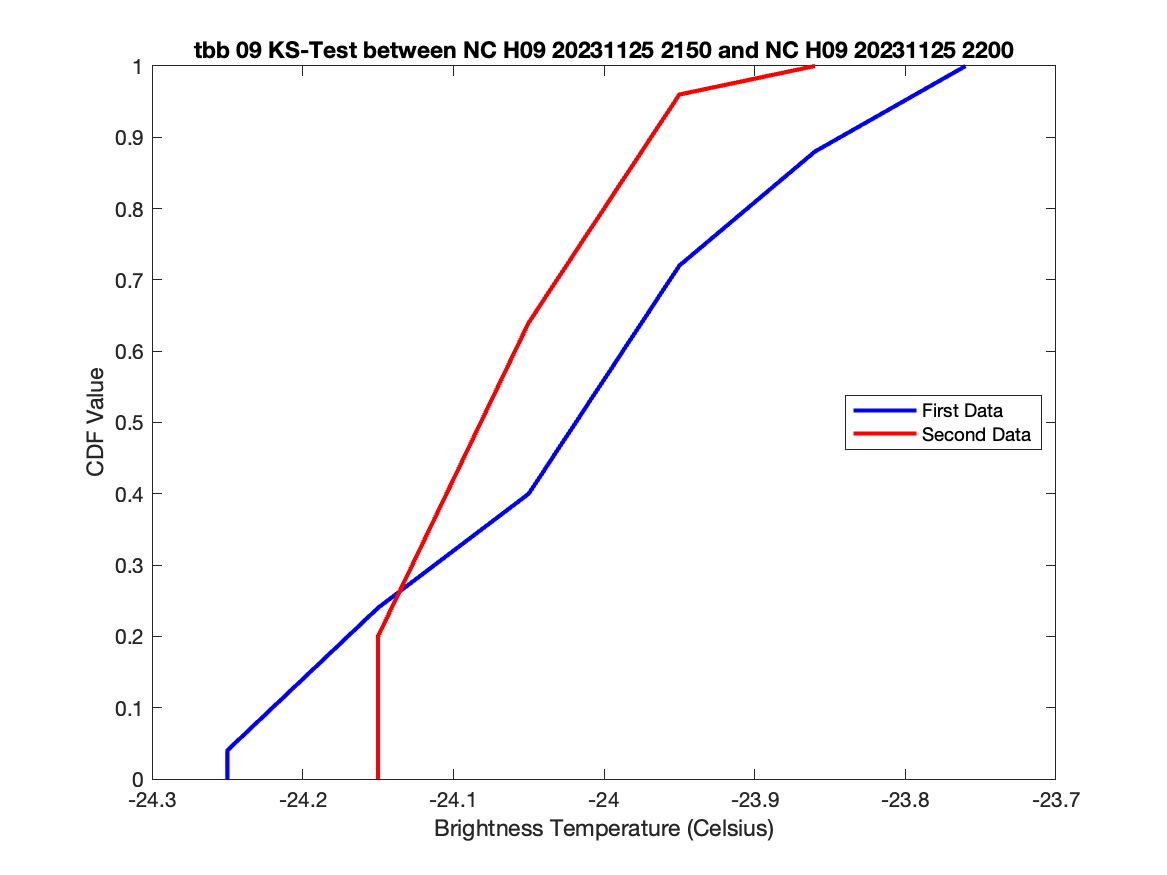 tbb 09 KS-Test between NC H09 20231125 2150 and NC H09 20231125 2200
1
0.9
0.8
0.7
0.6
0.5
0.4
0.3
0.2
0.1
0
CDF Value
First Data
Second Data
-24.3 -24.2 -24.1 -24 -23.9 -23.8 -23.7
Brightness Temperature (Celsius)